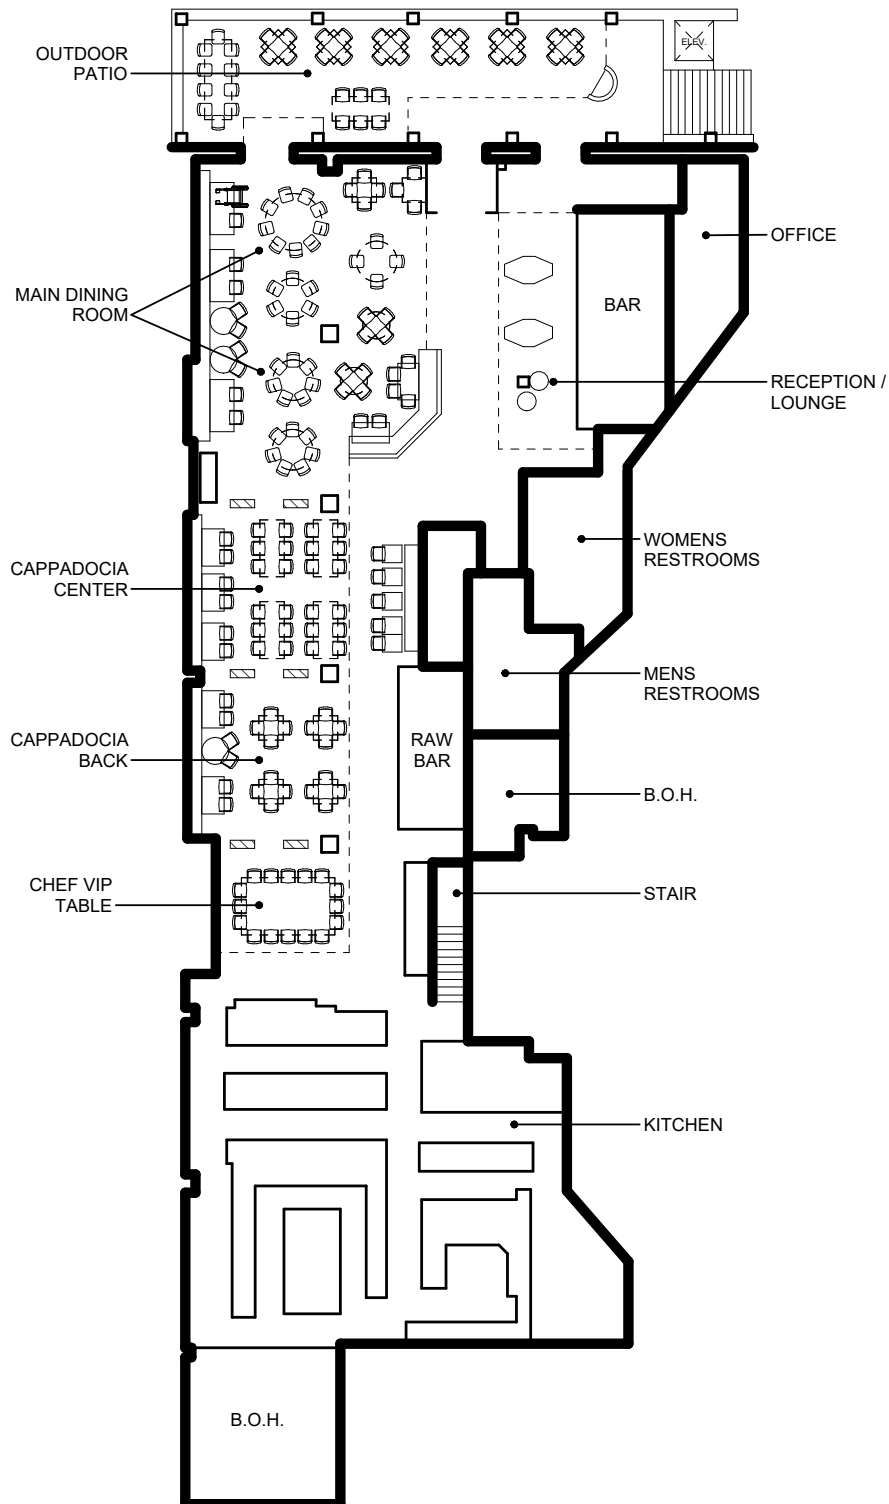 OUTDOOR
PATIO
ELEV.
OFFICE
MAIN DINING
ROOM
BAR
RECEPTION /
LOUNGE
WOMENS
RESTROOMS
CAPPADOCIA
CENTER
MENS
RESTROOMS
CAPPADOCIA
BACK
RAW
BAR
B.O.H.
CHEF VIP
TABLE
STAIR
KITCHEN
B.O.H.